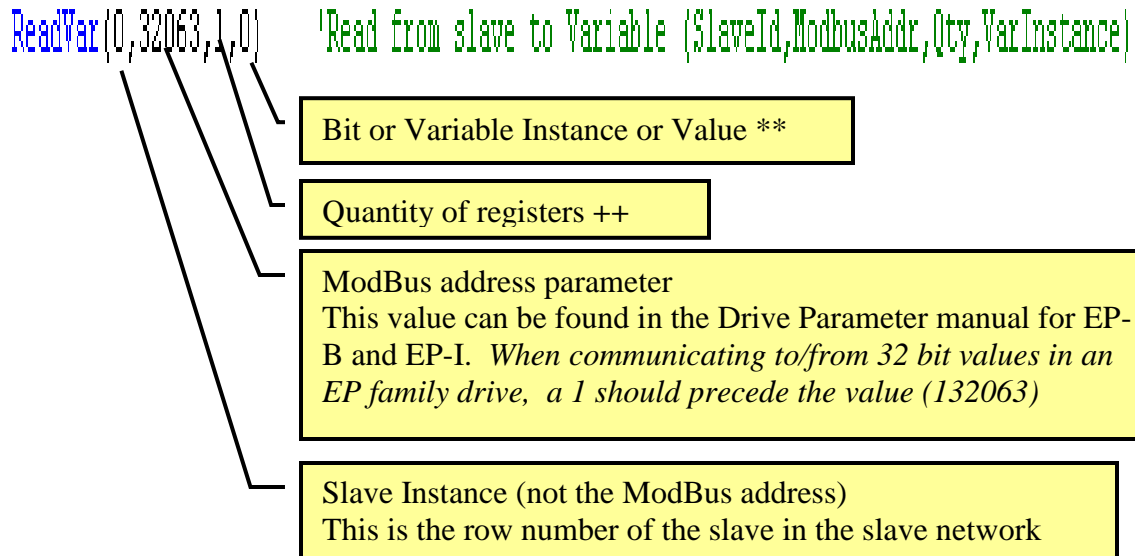 ReadVar(0,32063,1,0) 'Read from slave to Variable (SlaveId,ModbusAddr,Qty,VarInstance)
Bit or Variable Instance or Value **
Quantity of registers ++
ModBus address parameter
This value can be found in the Drive Parameter manual for EP-
B and EP-I. When communicating to/from 32 bit values in an
EP family drive, a 1 should precede the value (132063)
Slave Instance (not the ModBus address)
This is the row number of the slave in the slave network